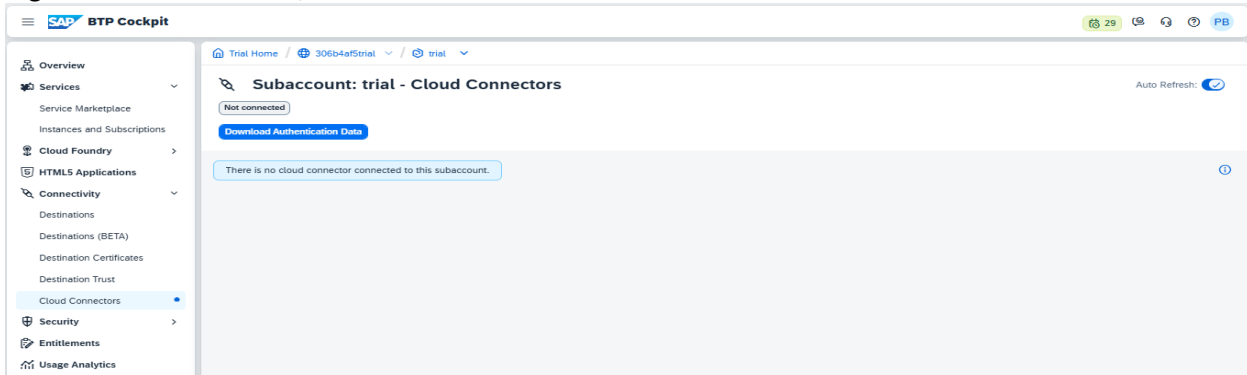 SAP BTP Cockpit
29
PB
Trial Home / 306b4af5trial / trial
Overview
Services
Service Marketplace
Instances and Subscriptions
Cloud Foundry
HTML5 Applications
Connectivity
Destinations
Destinations (BETA)
Destination Certificates
Destination Trust
Cloud Connectors
Security
Entitlements
Usage Analytics
Subaccount: trial - Cloud Connectors
Auto Refresh:
Not connected
Download Authentication Data
There is no cloud connector connected to this subaccount.